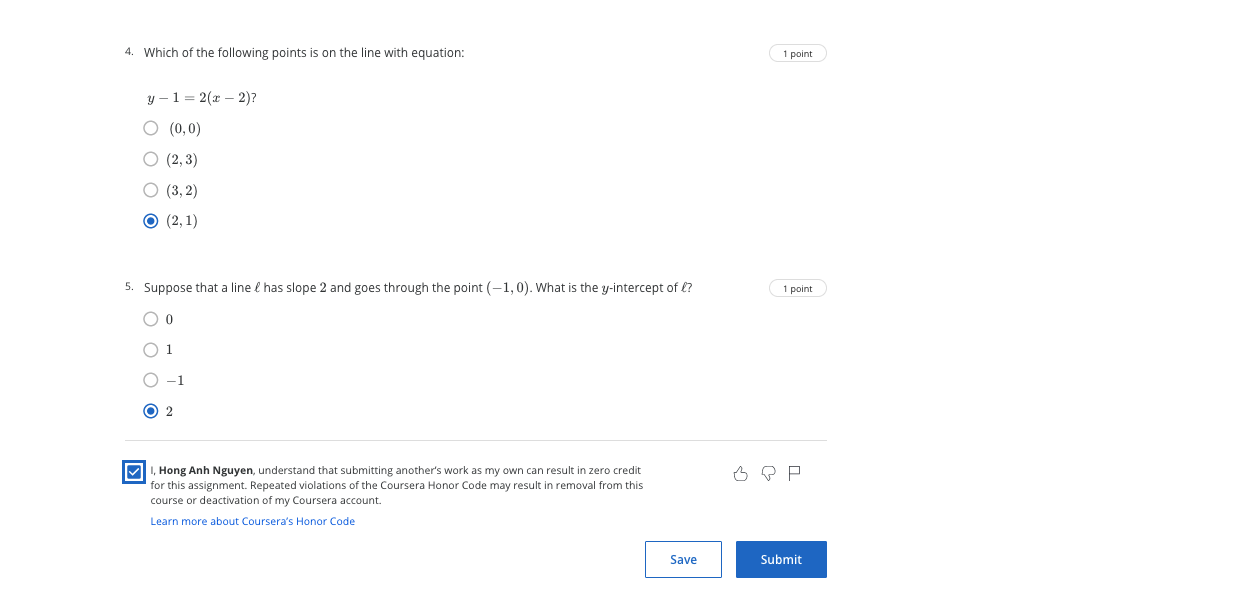 4. Which of the following points is on the line with equation:
1 point
y − 1 = 2(x − 2)?
(0, 0)
(2, 3)
(3, 2)
(2, 1)
5. Suppose that a line ℓ has slope 2 and goes through the point (−1, 0). What is the y-intercept of ℓ?
1 point
0
1
−1
2
I, Hong Anh Nguyen, understand that submitting another's work as my own can result in zero credit
for this assignment. Repeated violations of the Coursera Honor Code may result in removal from this
course or deactivation of my Coursera account.
Learn more about Coursera's Honor Code
Save
Submit